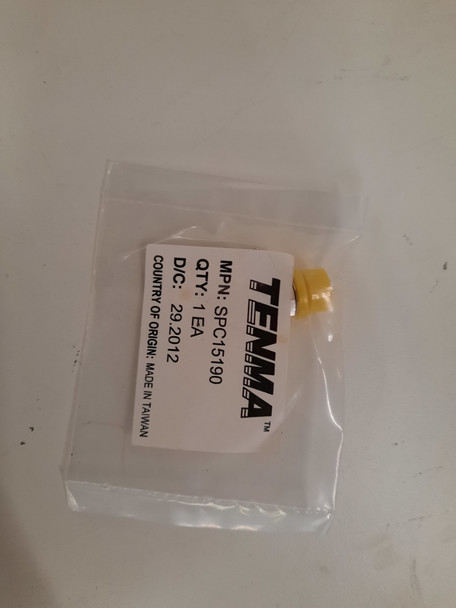 TENMA™
MPN: SPC15190
QTY: 1 EA
D/C: 29.2012
COUNTRY OF ORIGIN: MADE IN TAIWAN